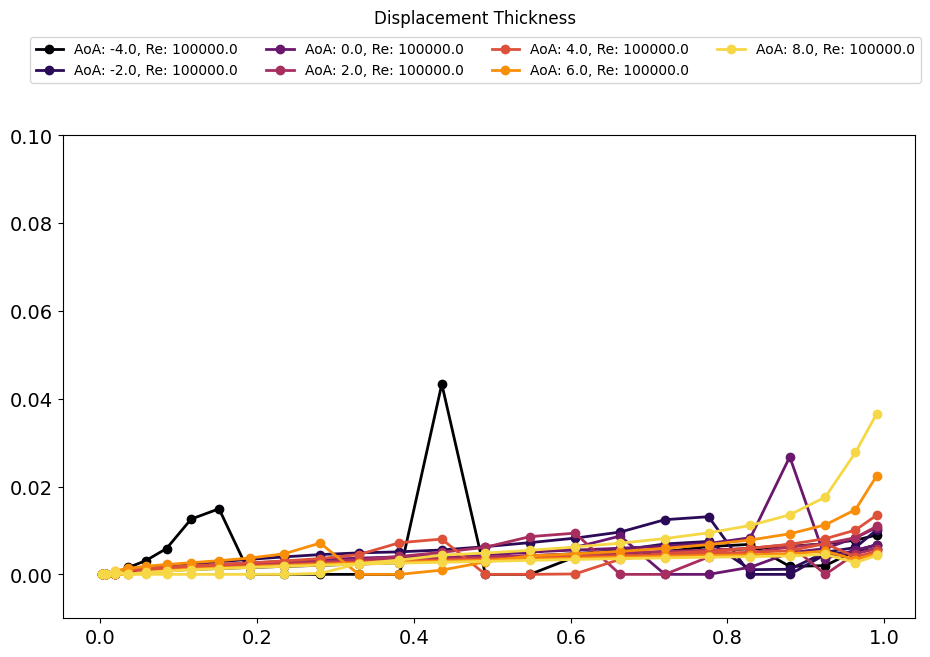 Displacement Thickness
AoA: -4.0, Re: 100000.0 AoA: 0.0, Re: 100000.0 AoA: 4.0, Re: 100000.0 AoA: 8.0, Re: 100000.0
AoA: -2.0, Re: 100000.0 AoA: 2.0, Re: 100000.0 AoA: 6.0, Re: 100000.0
0.10
0.08
0.06
0.04
0.02
0.00
0.0 0.2 0.4 0.6 0.8 1.0